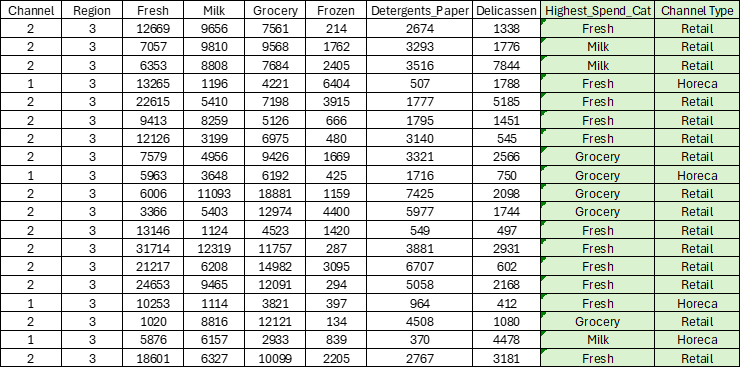 Channel Region Fresh Milk Grocery Frozen Detergents_Paper Delicassen Highest_Spend_Cat Channel Type
2 3 12669 9656 7561 214 2674 1338 Fresh Retail
2 3 7057 9810 9568 1762 3293 1776 Milk Retail
2 3 6353 8808 7684 2405 3516 7844 Milk Retail
1 3 13265 1196 4221 6404 507 1788 Fresh Horeca
2 3 22615 5410 7198 3915 1777 5185 Fresh Retail
2 3 9413 8259 5126 666 1795 1451 Fresh Retail
2 3 12126 3199 6975 480 3140 545 Fresh Retail
2 3 7579 4956 9426 1669 3321 2566 Grocery Retail
1 3 5963 3648 6192 425 1716 750 Grocery Horeca
2 3 6006 11093 18881 1159 7425 2098 Grocery Retail
2 3 3366 5403 12974 4400 5977 1744 Grocery Retail
2 3 13146 1124 4523 1420 549 497 Fresh Retail
2 3 31714 12319 11757 287 3881 2931 Fresh Retail
2 3 21217 6208 14982 3095 6707 602 Fresh Retail
2 3 24653 9465 12091 294 5058 2168 Fresh Retail
1 3 10253 1114 3821 397 964 412 Fresh Horeca
2 3 1020 8816 12121 134 4508 1080 Grocery Retail
1 3 5876 6157 2933 839 370 4478 Milk Horeca
2 3 18601 6327 10099 2205 2767 3181 Fresh Retail